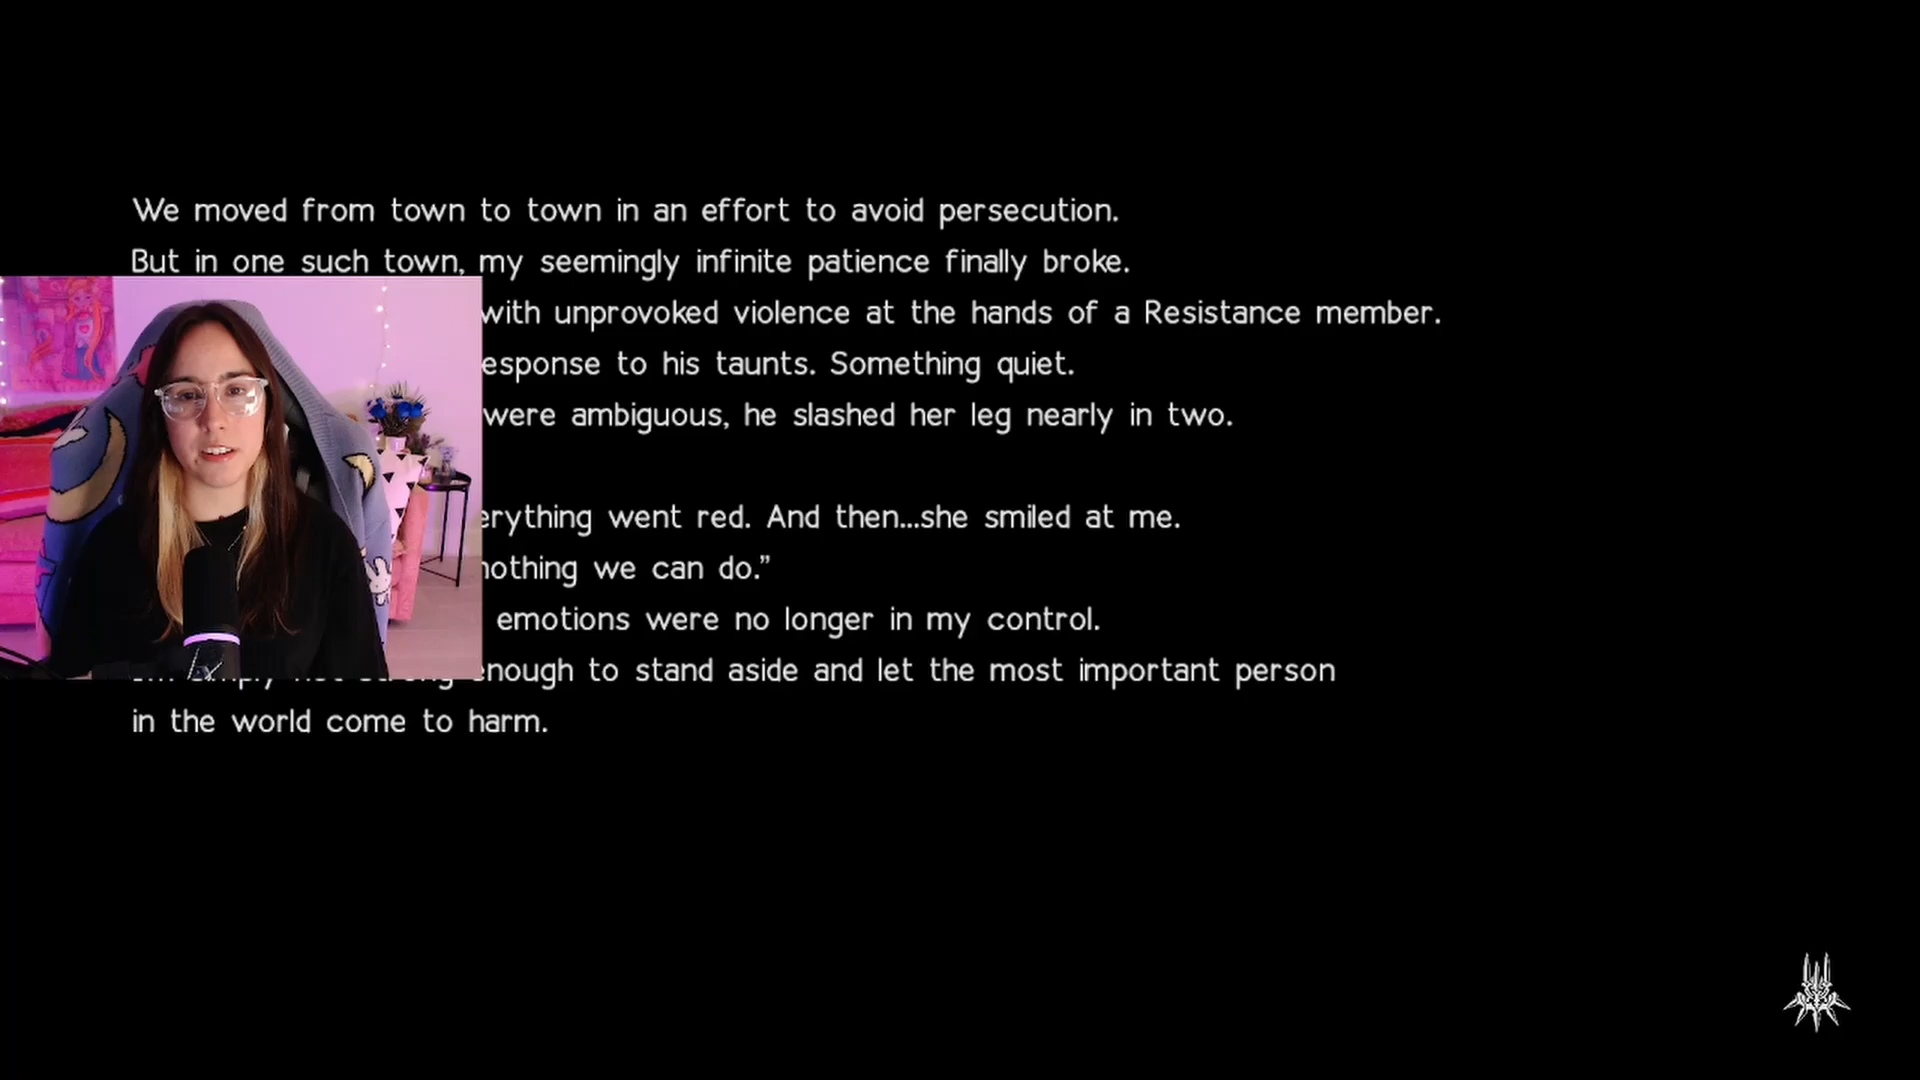 We moved from town to town in an effort to avoid persecution.
But in one such town, my seemingly infinite patience finally broke.
with unprovoked violence at the hands of a Resistance member.
to his taunts. Something quiet.
were ambiguous, he slashed her leg nearly in two.
went red. And then...she smiled at me.
we can do."
emotions were no longer in my control.
to stand aside and let the most important person
in the world come to harm.